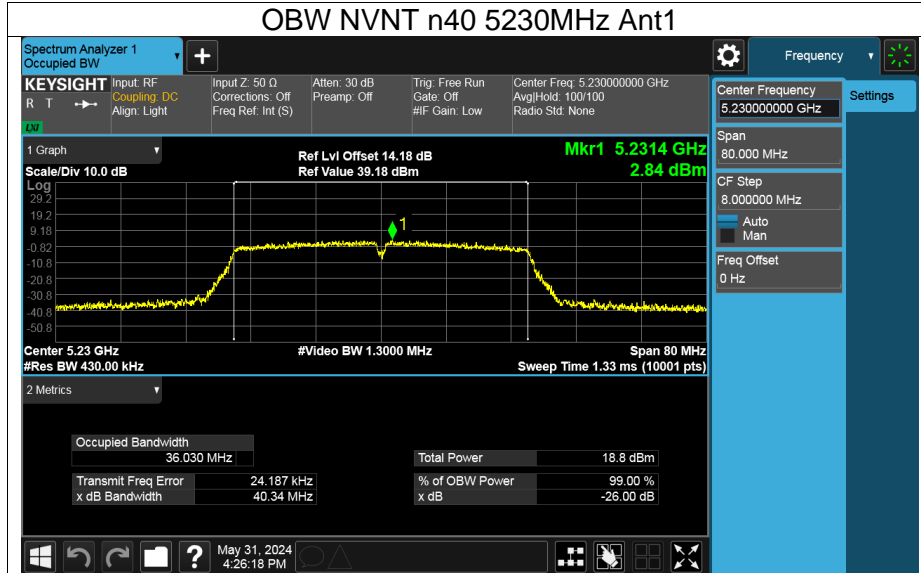 OBW NVNT n40 5230MHz Ant1
Spectrum Analyzer 1
Occupied BW
+
Frequency
KEYSIGHT
R T
LXI
Input: RF
Coupling: DC
Align: Light
Input Z: 50 Ω
Corrections: Off
Freq Ref: Int (S)
Atten: 30 dB
Preamp: Off
Trig: Free Run
Gate: Off
#IF Gain: Low
Center Freq: 5.230000000 GHz
Avg|Hold: 100/100
Radio Std: None
Center Frequency
5.230000000 GHz
Settings
Span
80.000 MHz
CF Step
8.000000 MHz
Auto
Man
Freq Offset
0 Hz
1 Graph
Scale/Div 10.0 dB
Ref Lvl Offset 14.18 dB
Ref Value 39.18 dBm
Mkr1 5.2314 GHz
2.84 dBm
Log
29.2
19.2
9.18
-0.82
-10.8
-20.8
-30.8
-40.8
-50.8
1
Center 5.23 GHz
#Res BW 430.00 kHz
#Video BW 1.3000 MHz
Span 80 MHz
Sweep Time 1.33 ms (10001 pts)
2 Metrics
Occupied Bandwidth
36.030 MHz
Transmit Freq Error 24.187 kHz
x dB Bandwidth 40.34 MHz
Total Power 18.8 dBm
% of OBW Power 99.00 %
x dB -26.00 dB
?
May 31, 2024
4:26:18 PM